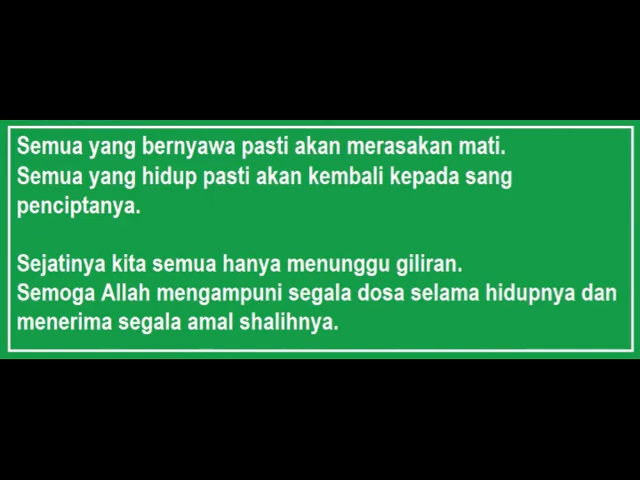 Semua yang bernyawa pasti akan merasakan mati.
Semua yang hidup pasti akan kembali kepada sang
penciptanya.
Sejatinya kita semua hanya menunggu giliran.
Semoga Allah mengampuni segala dosa selama hidupnya dan
menerima segala amal shalihnya.